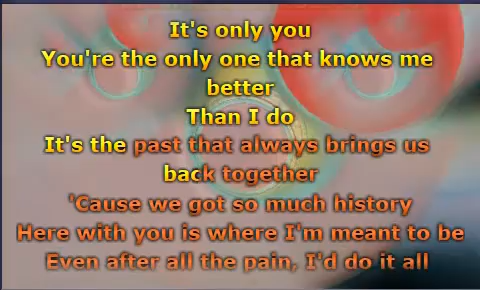 It's only you
You're the only one that knows me
better
Than I do
It's the past that always brings us
back together
'Cause we got so much history
Here with you is where I'm meant to be
Even after all the pain, I'd do it all